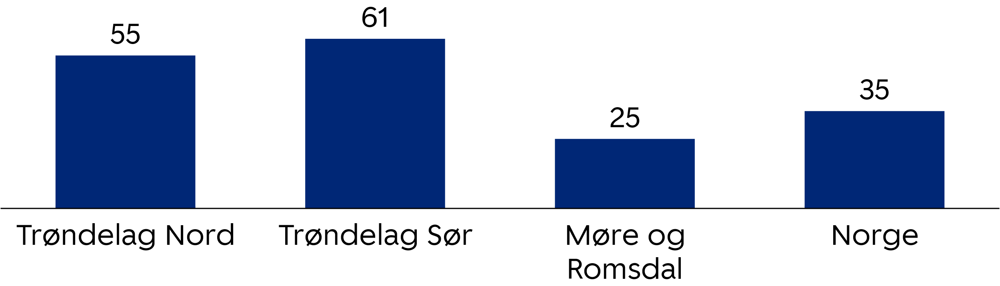 61
55
35
25
Trøndelag Nord
Trøndelag Sør
Møre og
Romsdal
Norge